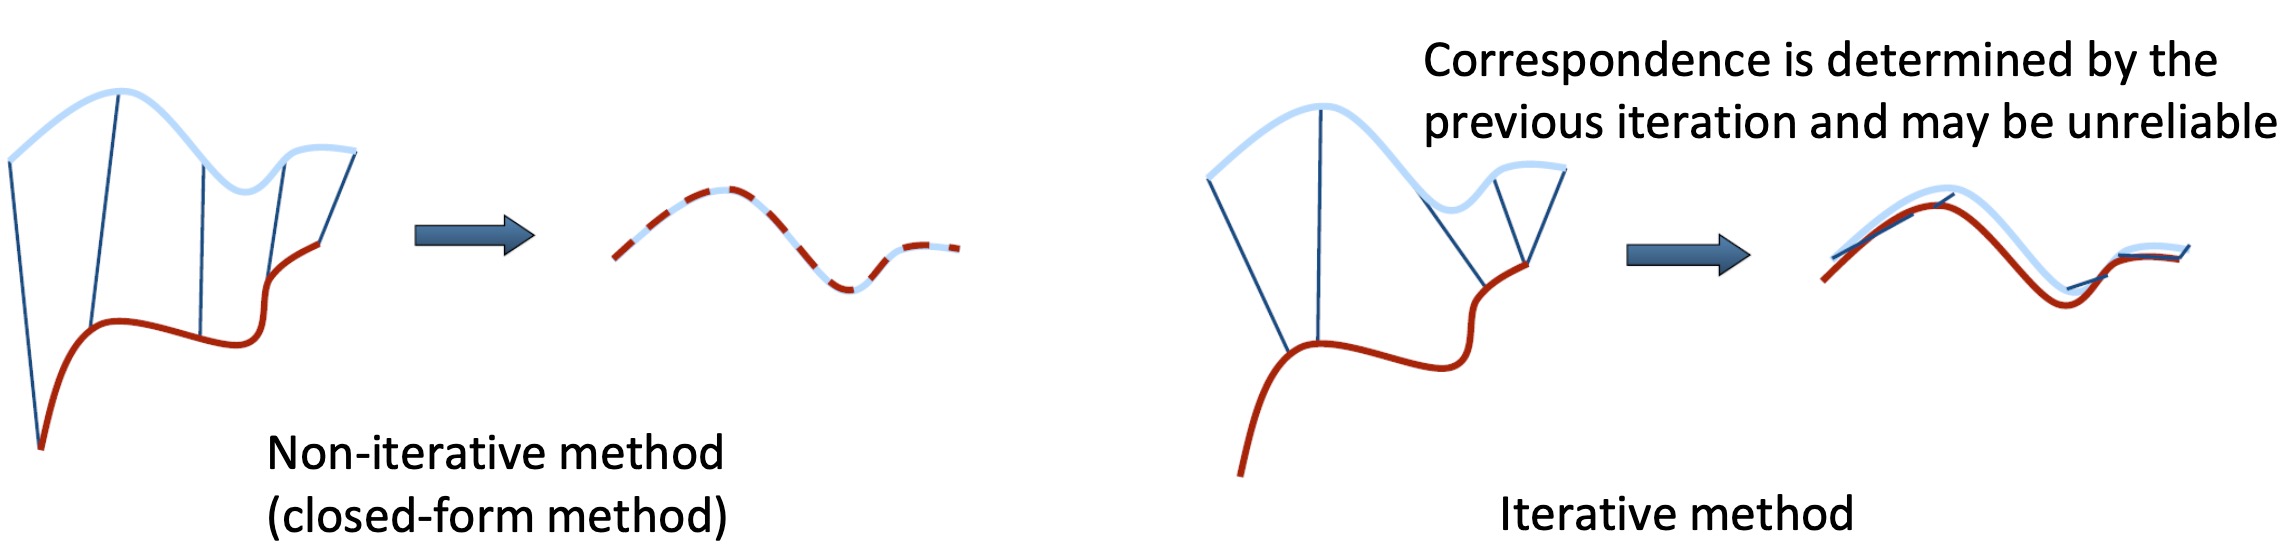 Correspondence is determined by the
previous iteration and may be unreliable
Non-iterative method
(closed-form method)
Iterative method